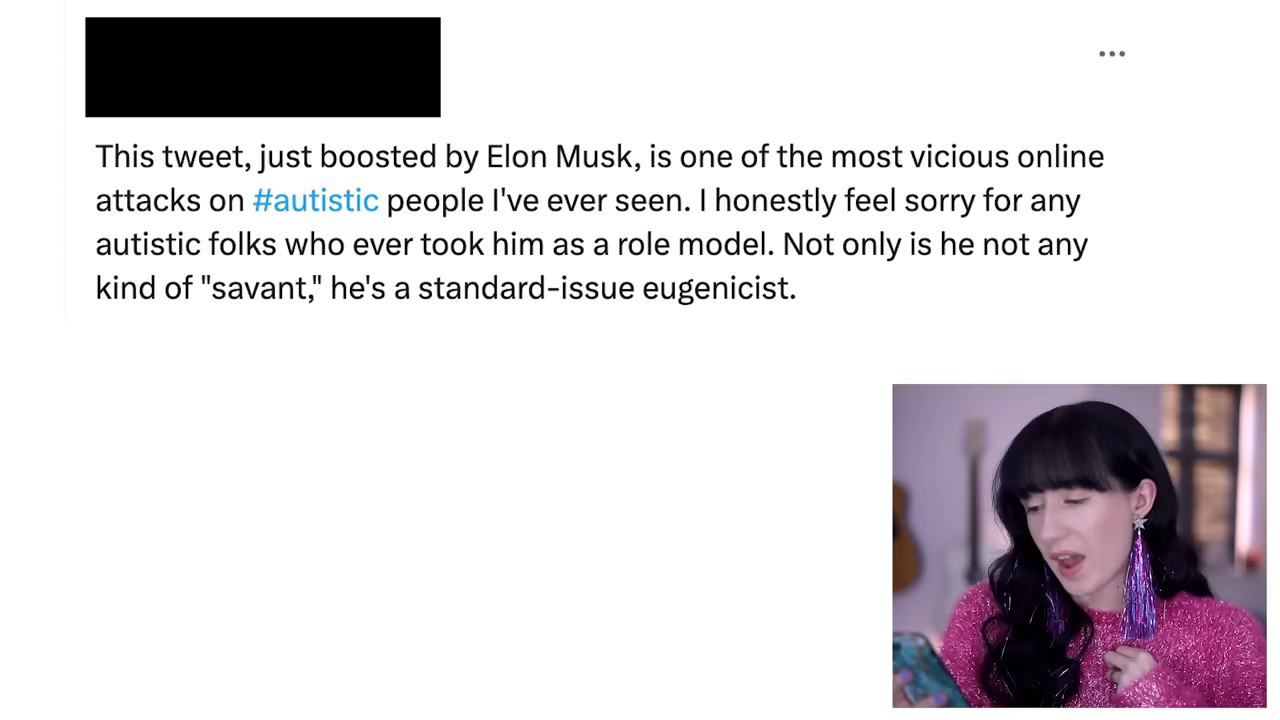 This tweet, just boosted by Elon Musk, is one of the most vicious online
attacks on #autistic people I've ever seen. I honestly feel sorry for any
autistic folks who ever took him as a role model. Not only is he not any
kind of "savant," he's a standard-issue eugenicist.